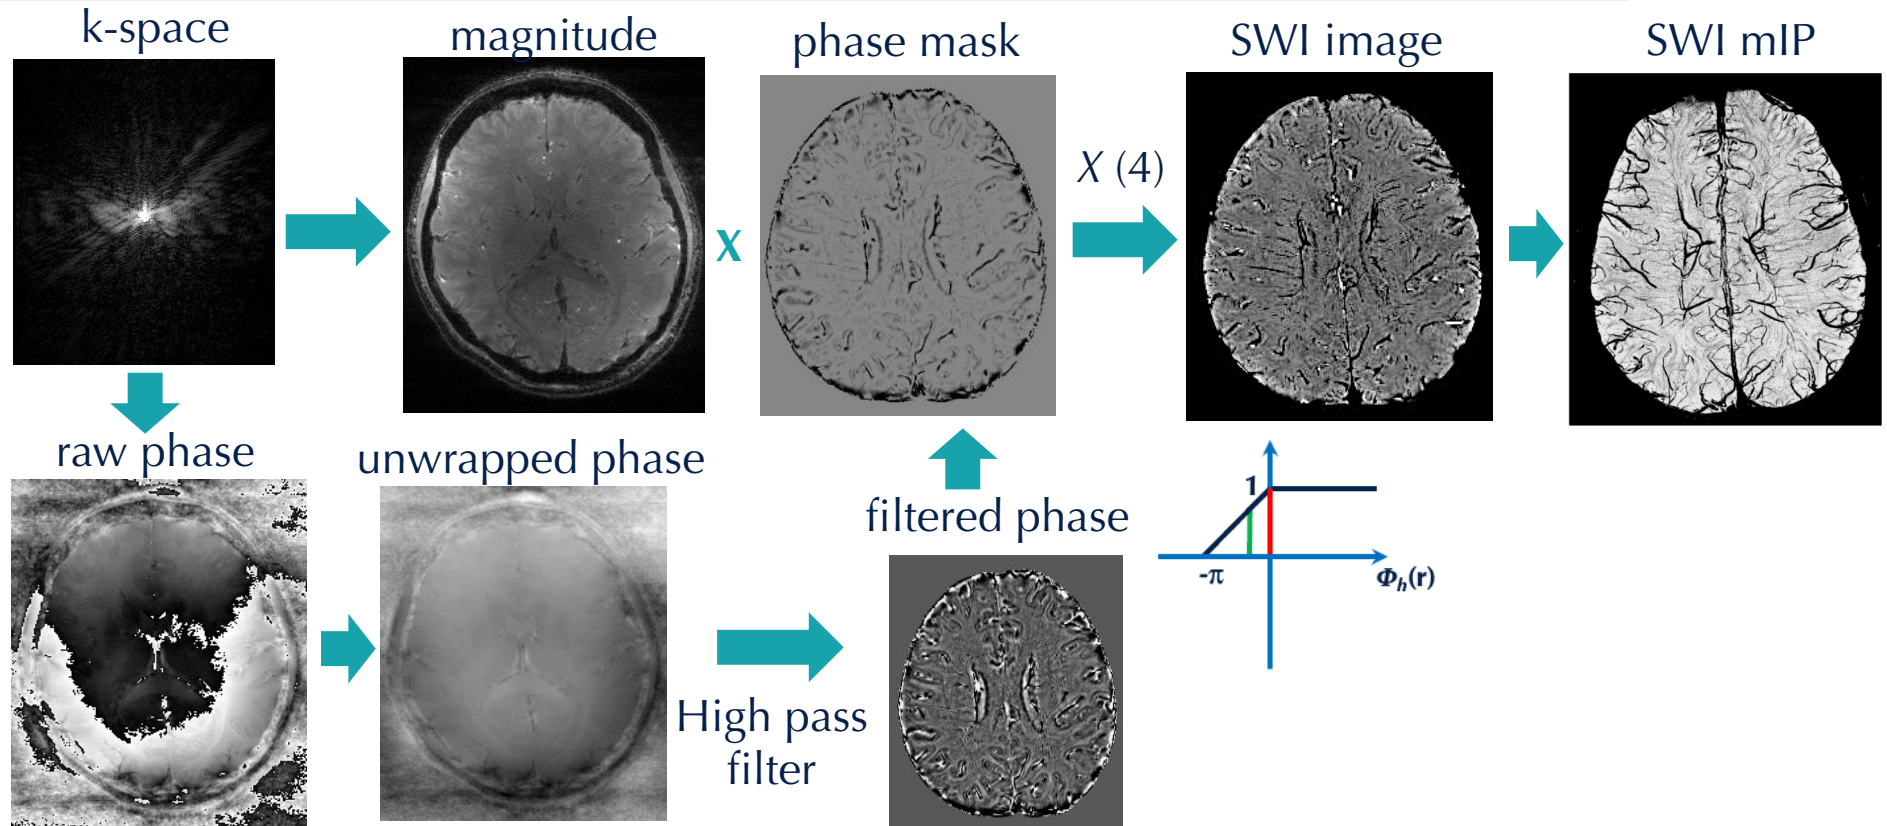 k-space
magnitude
phase mask
SWI image
SWI mIP
X
X (4)
raw phase
unwrapped phase
filtered phase
High pass
filter
1
-π
Φh(r)